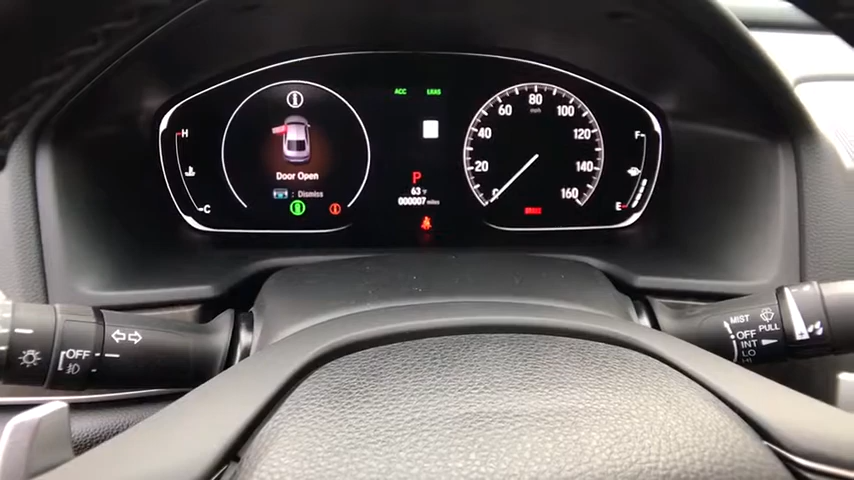 ACC LKAS
H
C
Door Open
: Dismiss
P
63°F
000007 miles
20
40
60
80
100
120
140
160
0
mph
F
E
OFF
MIST
OFF
INT
LO
HI
PULL